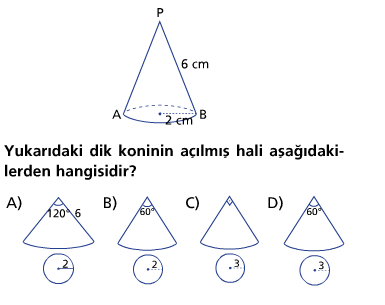 P
6 cm
A
B
2 cm
Yukarıdaki dik koninin açılmış hali aşağıdaki-
lerden hangisidir?
A) 120° 6 B) 60° C) D) 60°
2 2 3 3